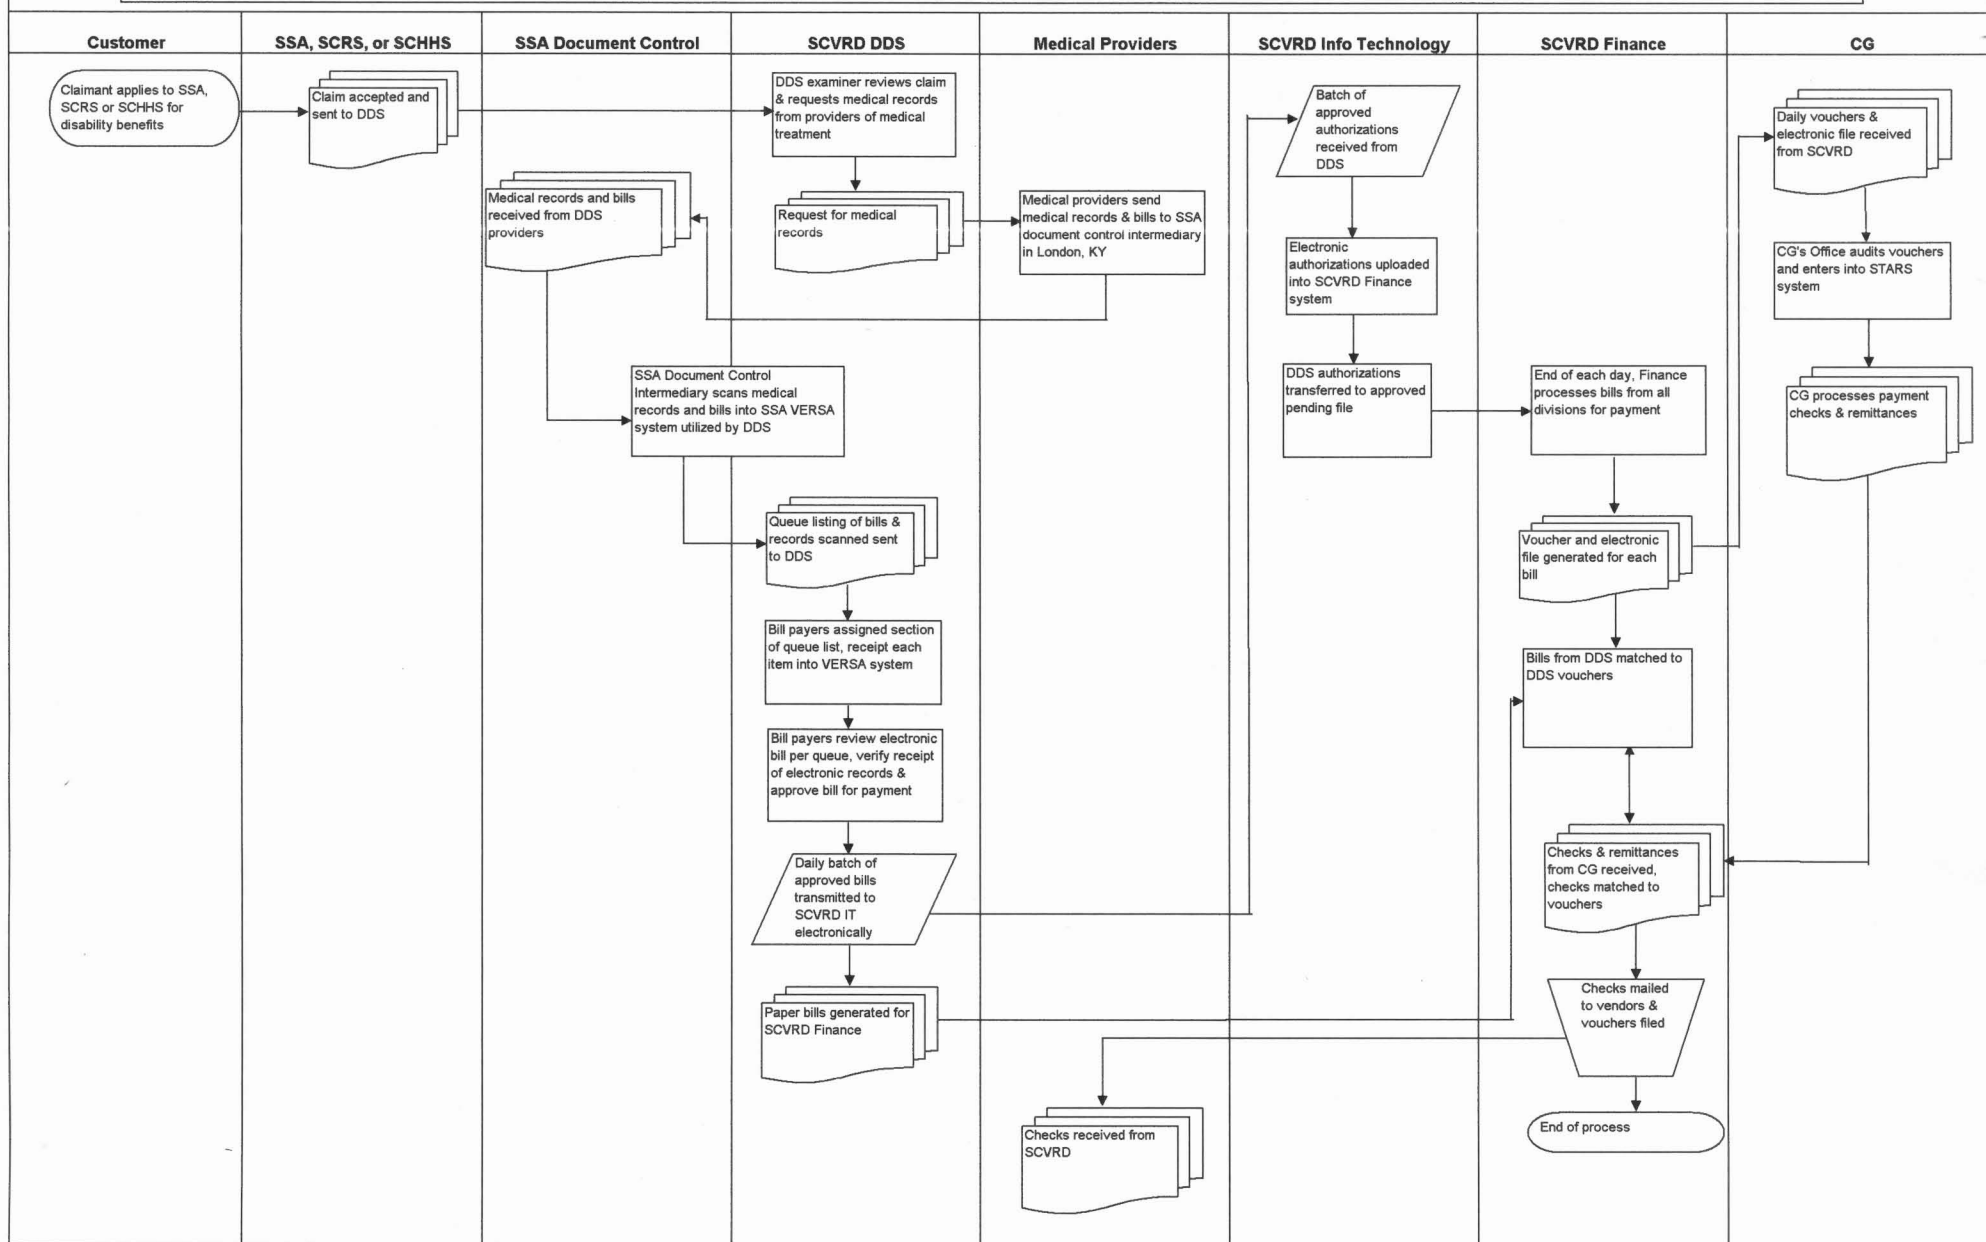 Customer
SSA, SCRS, or SCHHS
SSA Document Control
SCVRD DDS
Medical Providers
SCVRD Info Technology
SCVRD Finance
CG
Claimant applies to SSA,
SCRS or SCHHS for
disability benefits
Claim accepted and
sent to DDS
DDS examiner reviews claim
& requests medical records
from providers of medical
treatment
Request for medical
records
Medical providers send
medical records & bills to SSA
document control intermediary
in London, KY
Medical records and bills
received from DDS
providers
SSA Document Control
Intermediary scans medical
records and bills into SSA VERSA
system utilized by DDS
Queue listing of bills &
records scanned sent
to DDS
Bill payers assigned section
of queue list, receipt each
item into VERSA system
Bill payers review electronic
bill per queue, verify receipt
of electronic records &
approve bill for payment
Daily batch of
approved bills
transmitted to
SCVRD IT
electronically
Paper bills generated for
SCVRD Finance
Batch of
approved
authorizations
received from
DDS
Electronic
authorizations uploaded
into SCVRD Finance
system
DDS authorizations
transferred to approved
pending file
End of each day, Finance
processes bills from all
divisions for payment
Voucher and electronic
file generated for each
bill
Daily vouchers &
electronic file received
from SCVRD
CG's Office audits vouchers
and enters into STARS
system
CG processes payment
checks & remittances
Bills from DDS matched to
DDS vouchers
Checks & remittances
from CG received,
checks matched to
vouchers
Checks mailed
to vendors &
vouchers filed
Checks received from
SCVRD
End of process